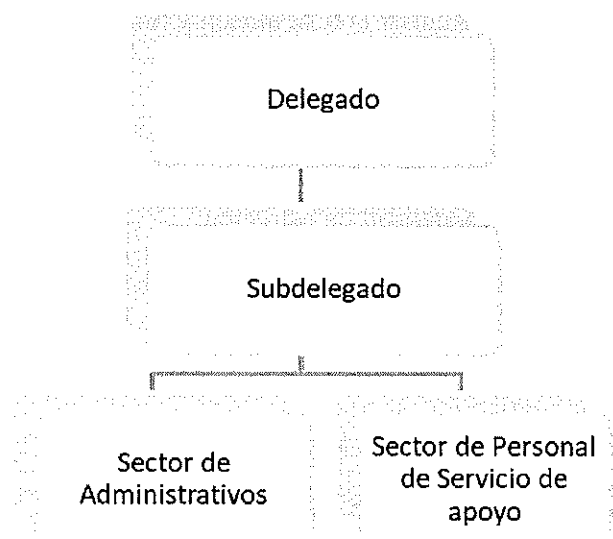 Delegado
Subdelegado
Sector de
Administrativos
Sector de Personal
de Servicio de
apoyo